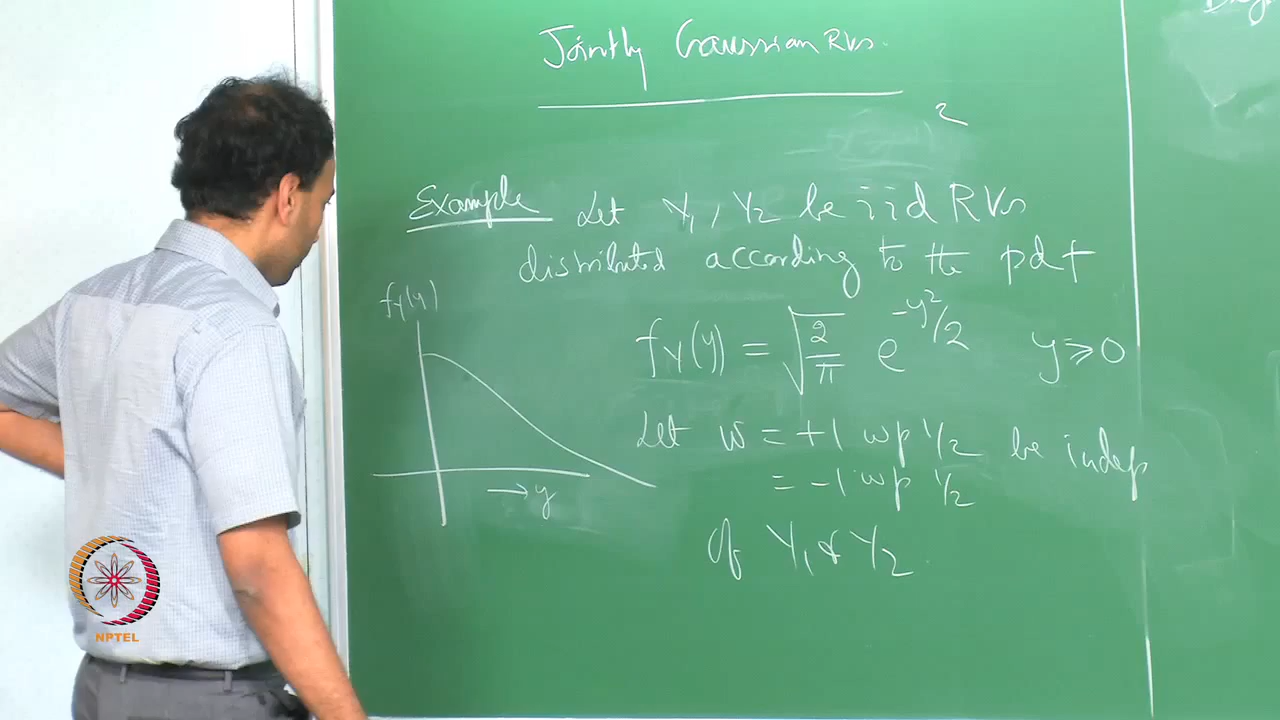 Jointly Gaussian RVs.
2
Example Let Y₁, Y₂ be iid RVs
distributed according to the pdf
fY(y)
fY(y) = √(2/π) e^(-y²/2) y ≥ 0
Let W = +1 wp 1/2 be indep
= -1 wp 1/2
→ y
of Y₁ & Y₂.
NPTEL